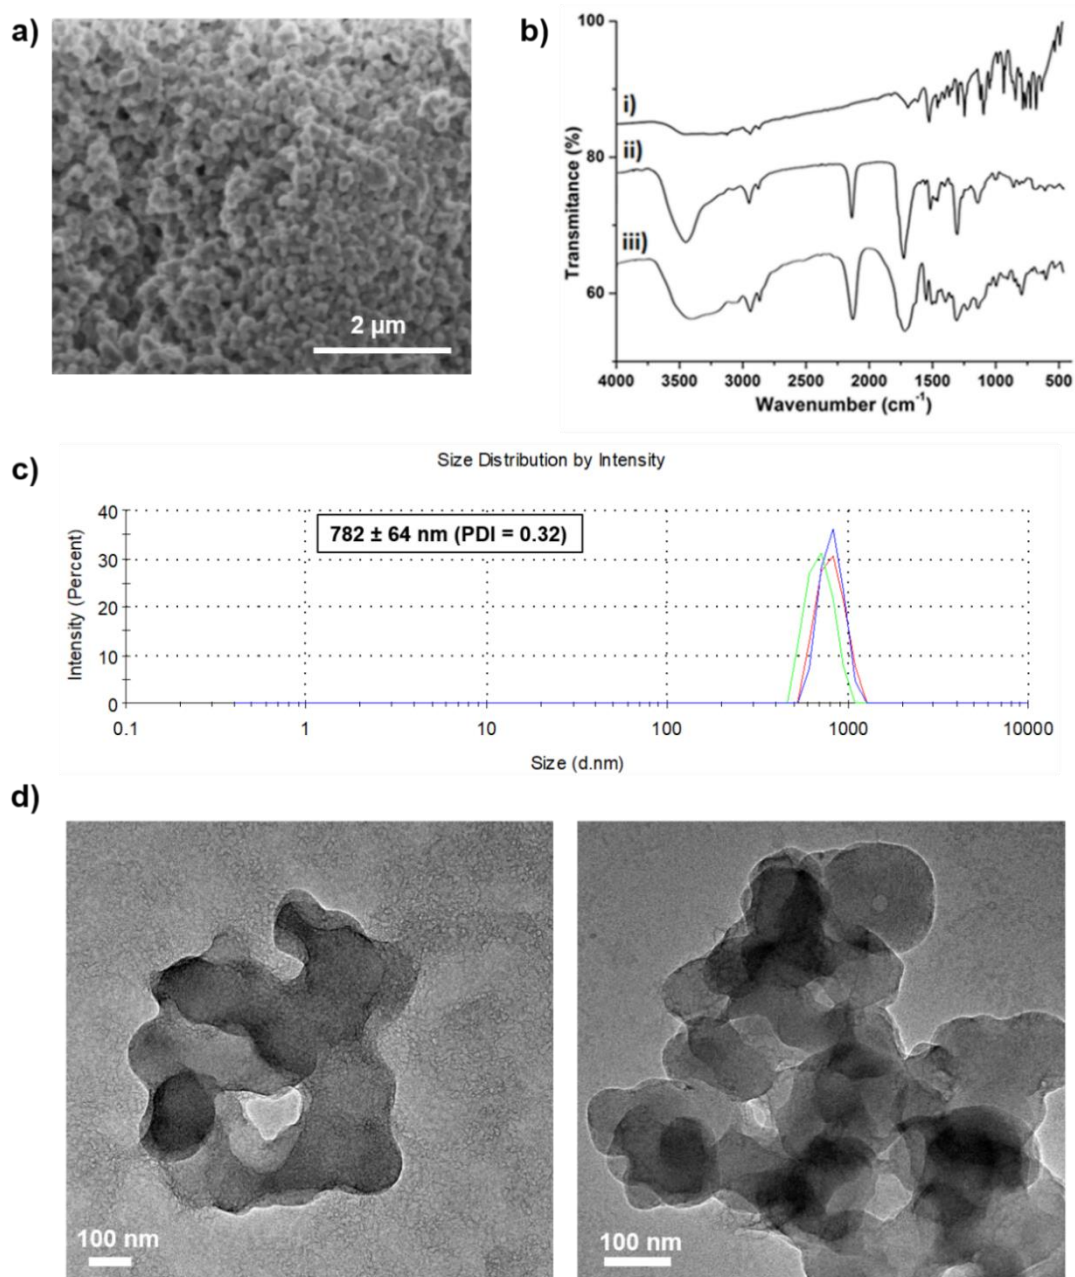 a)
2 µm
b)
100
80
60
Transmitance (%)
i)
ii)
iii)
4000 3500 3000 2500 2000 1500 1000 500
Wavenumber (cm-1)
c)
Size Distribution by Intensity
782 ± 64 nm (PDI = 0.32)
40
30
20
10
0
Intensity (Percent)
0.1 1 10 100 1000 10000
Size (d.nm)
d)
100 nm
100 nm